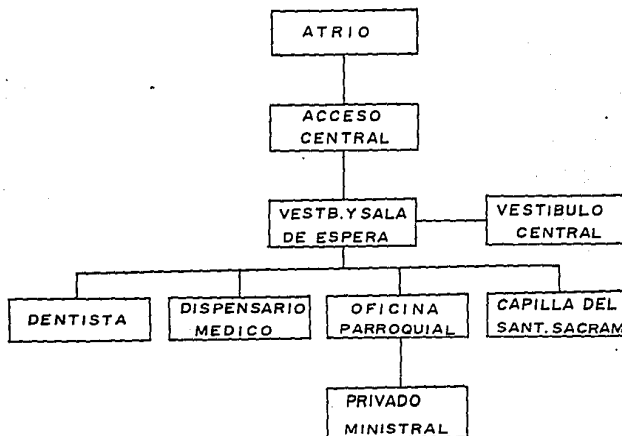 ATRIO
ACCESO
CENTRAL
VESTB. Y SALA
DE ESPERA
VESTIBULO
CENTRAL
DENTISTA
DISPENSARIO
MEDICO
OFICINA
PARROQUIAL
CAPILLA DEL
SANT. SACRAM
PRIVADO
MINISTRAL